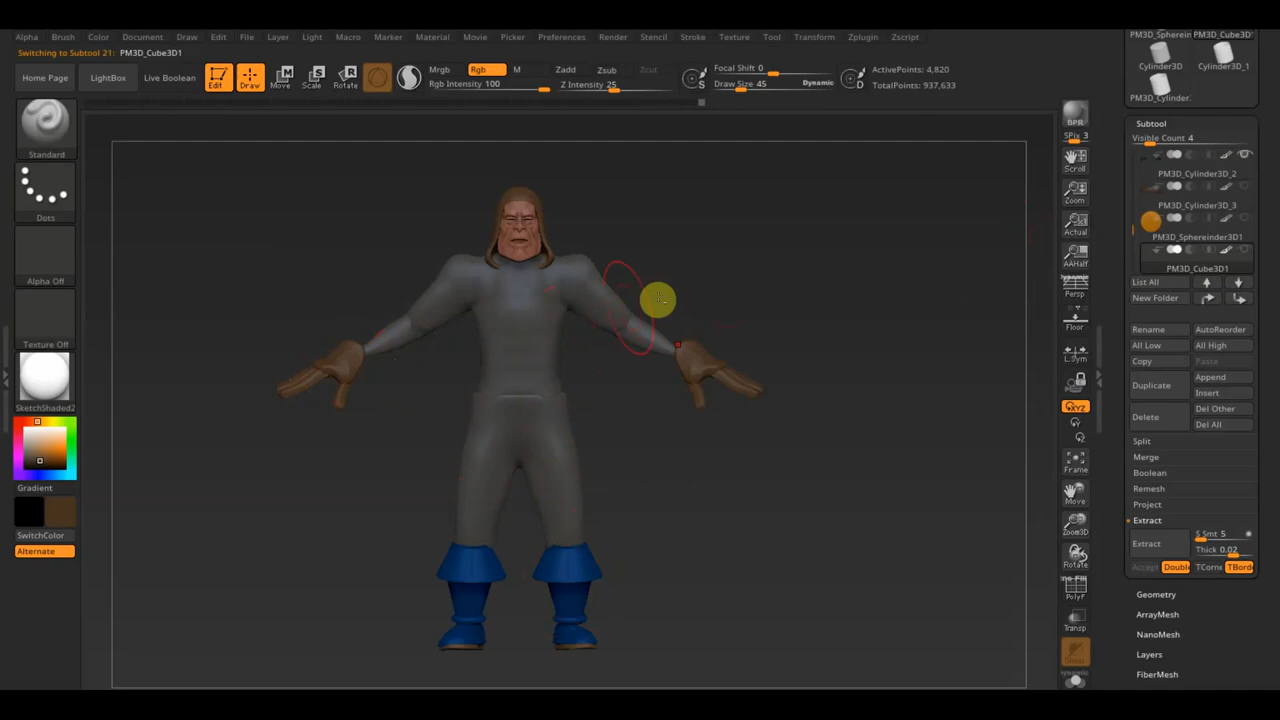 Alpha Brush Color Document Draw Edit File Layer Light Macro Marker Material Movie Picker Preferences Render Stencil Stroke Texture Tool Transform Zplugin Zscript
Switching to Subtool 21: PM3D_Cube3D1
Home Page
LightBox
Live Boolean
Edit
Draw
Move
Scale
Rotate
Mrgb
Rgb
M
Rgb Intensity 100
Zadd
Zsub
Zcut
Z Intensity 25
S
Focal Shift 0
Draw Size 45
Dynamic
D
ActivePoints: 4,820
TotalPoints: 937,633
Standard
Dots
Alpha Off
Texture Off
SketchShaded2
Gradient
SwitchColor
Alternate
BPR
SPix 3
Scroll
Zoom
Actual
AAHalf
Persp
Floor
L.Sym
XYZ
Frame
Move
Zoom3D
Rotate
PolyF
Transp
PM3D_Spherein PM3D_Cube3D
Cylinder3D Cylinder3D_1
PM3D_Cylinder.
Subtool
Visible Count 4
PM3D_Cylinder3D_2
PM3D_Cylinder3D_3
PM3D_Sphereinder3D1
PM3D_Cube3D1
List All
New Folder
Rename AutoReorder
All Low All High
Copy Paste
Duplicate Append
Insert
Delete Del Other
Del All
Split
Merge
Boolean
Remesh
Project
Extract
Extract
S Smt 5
Thick 0.02
Accept Double TCorne TBorde
Geometry
ArrayMesh
NanoMesh
Layers
FiberMesh